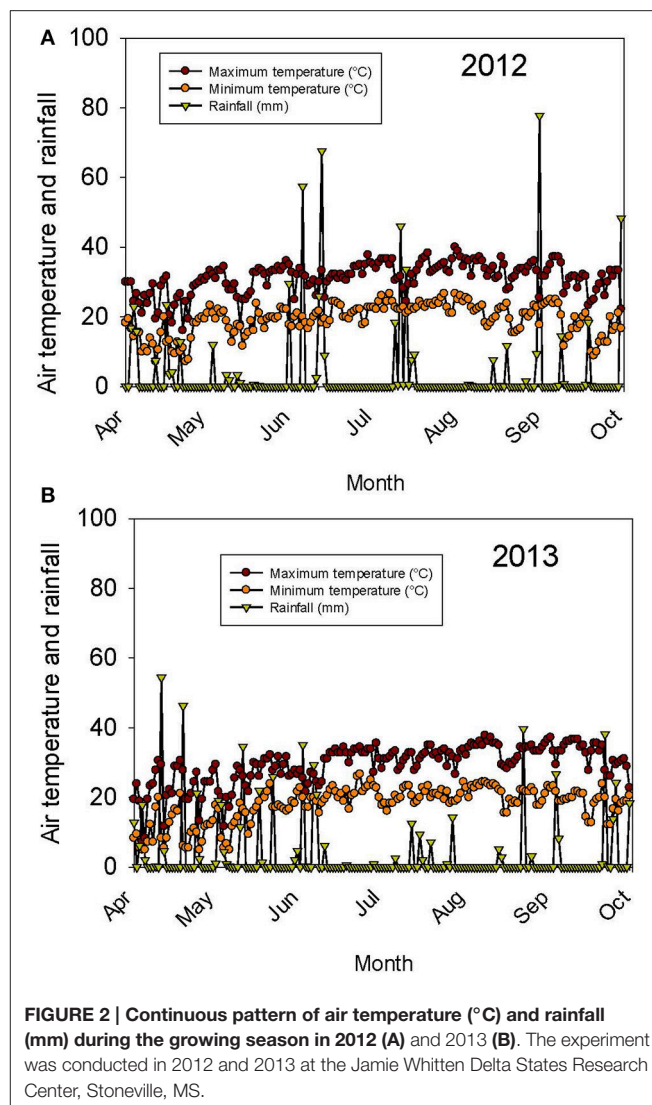 A
100
80
60
40
20
0
Air temperature and rainfall
Maximum temperature (°C)
Minimum temperature (°C)
Rainfall (mm)
2012
Apr
May
Jun
Jul
Aug
Sep
Oct
Month
B
100
80
60
40
20
0
Air temperature and rainfall
Maximum temperature (°C)
Minimum temperature (°C)
Rainfall (mm)
2013
Apr
May
Jun
Jul
Aug
Sep
Oct
Month
FIGURE 2 | Continuous pattern of air temperature (°C) and rainfall
(mm) during the growing season in 2012 (A) and 2013 (B). The experiment
was conducted in 2012 and 2013 at the Jamie Whitten Delta States Research
Center, Stoneville, MS.